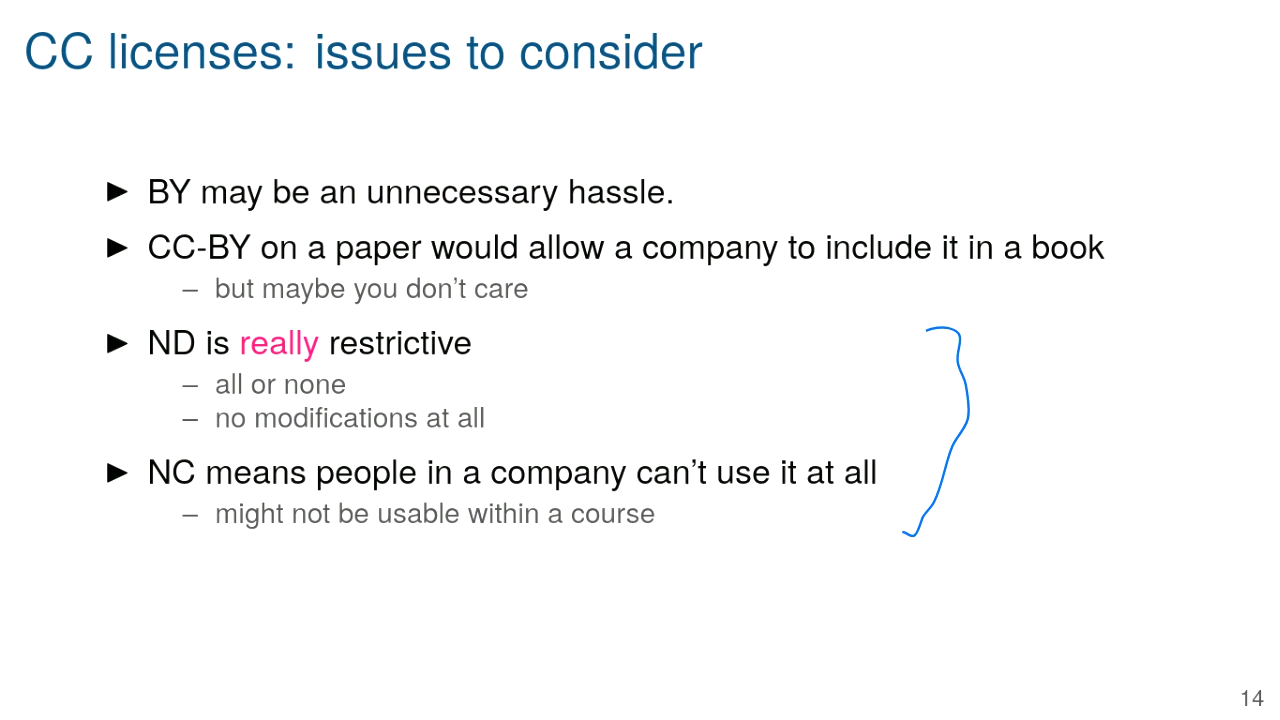 CC licenses: issues to consider
▶ BY may be an unnecessary hassle.
▶ CC-BY on a paper would allow a company to include it in a book
– but maybe you don't care
▶ ND is really restrictive
– all or none
– no modifications at all
▶ NC means people in a company can't use it at all
– might not be usable within a course
14